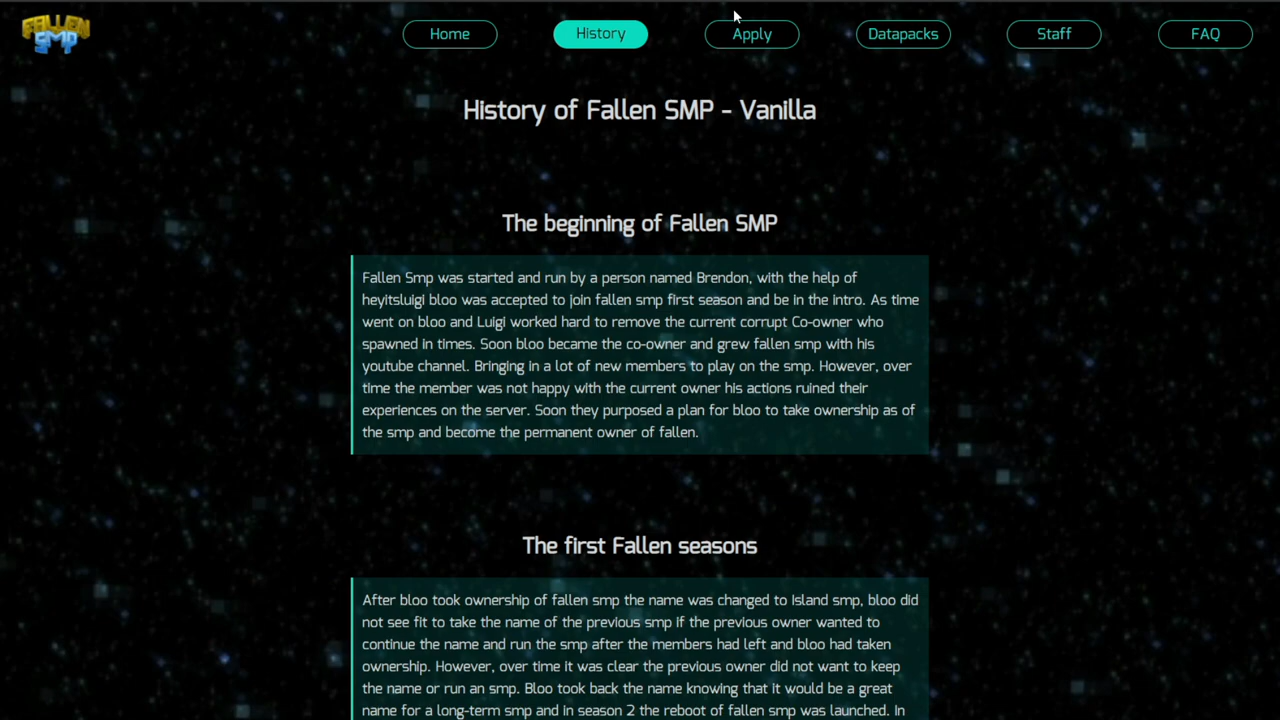 FALLEN
SMP
Home
History
Apply
Datapacks
Staff
FAQ
History of Fallen SMP - Vanilla
The beginning of Fallen SMP
Fallen Smp was started and run by a person named Brendon, with the help of
heyitsluigi bloo was accepted to join fallen smp first season and be in the intro. As time
went on bloo and Luigi worked hard to remove the current corrupt Co-owner who
spawned in times. Soon bloo became the co-owner and grew fallen smp with his
youtube channel. Bringing in a lot of new members to play on the smp. However, over
time the member was not happy with the current owner his actions ruined their
experiences on the server. Soon they purposed a plan for bloo to take ownership as of
the smp and become the permanent owner of fallen.
The first Fallen seasons
After bloo took ownership of fallen smp the name was changed to Island smp, bloo did
not see fit to take the name of the previous smp if the previous owner wanted to
continue the name and run the smp after the members had left and bloo had taken
ownership. However, over time it was clear the previous owner did not want to keep
the name or run an smp. Bloo took back the name knowing that it would be a great
name for a long-term smp and in season 2 the reboot of fallen smp was launched. In